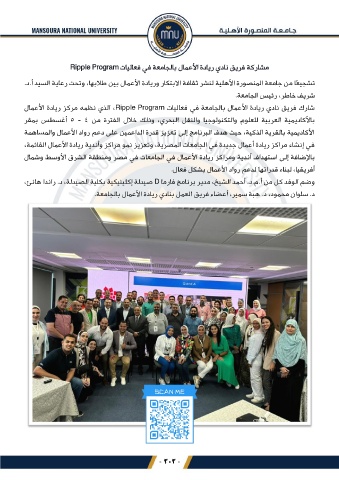 MANSOURA NATIONAL UNIVERSITY
جـامـعـة المنصـورة الأهـلـيـة
MNU
مشاركة فريق نادي ريادة الأعمال بالجامعة في فعاليات Ripple Program
تشجيعًا من جامعة المنصورة الأهلية لنشر ثقافة الابتكار وريادة الأعمال بين طلابها، وتحت رعاية السيد أ.د.
شريف خاطر، رئيس الجامعة.
شارك فريق نادي ريادة الأعمال بالجامعة في فعاليات Ripple Program، الذي نظمه مركز ريادة الأعمال
بالأكاديمية العربية للعلوم والتكنولوجيا والنقل البحري، وذلك خلال الفترة من ٤ - ٥ أغسطس بمقر
الأكاديمية بالقرية الذكية، حيث هدف البرنامج إلى تعزيز قدرة الداعمين على دعم رواد الأعمال والمساهمة
في إنشاء مراكز ريادة أعمال جديدة في الجامعات المصرية، وتعزيز نمو مراكز وأندية ريادة الأعمال القائمة،
بالإضافة إلى استهداف أندية ومراكز ريادة الأعمال في الجامعات في مصر ومنطقة الشرق الأوسط وشمال
أفريقيا، لبناء قدراتها لدعم رواد الأعمال بشكل فعال.
وضم الوفد كل من أ.م.د. أحمد الشيخ، مدير برنامج فارما D صيدلة إكلينيكية بكلية الصيدلة، د. راندا هانئ،
د. سلوان محمود، د. هبة سمير، أعضاء فريق العمل بنادي ريادة الأعمال بالجامعة.
SCAN ME
- ٣٠٣ -